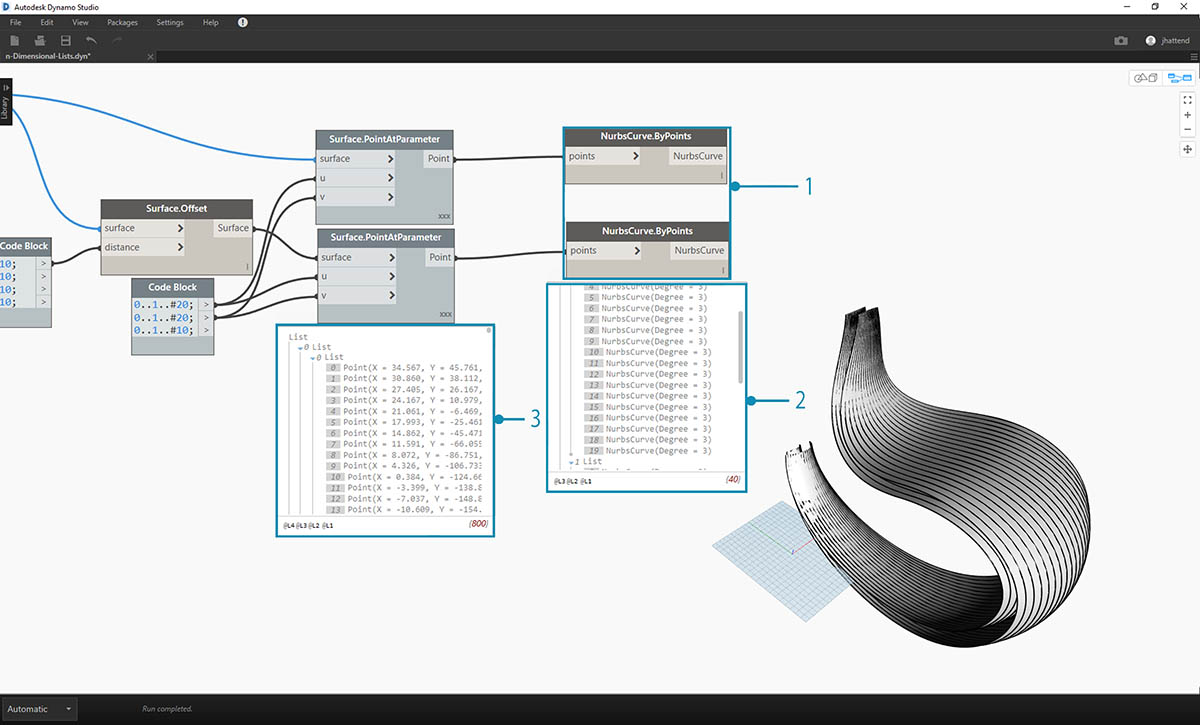 Autodesk Dynamo Studio
File Edit View Packages Settings Help
jhattend
n-Dimensional-Lists.dyn*
Library
Surface.PointAtParameter
surface > Point
u >
v >
xxx
NurbsCurve.ByPoints
points > NurbsCurve
l
1
Surface.Offset
surface > Surface
distance >
l
Surface.PointAtParameter
surface > Point
u >
v >
xxx
NurbsCurve.ByPoints
points > NurbsCurve
l
Code Block
10; >
10; >
10; >
10; >
Code Block
0..1..#20; >
0..1..#20; >
0..1..#10; >
List
0 List
0 List
0 Point(X = 34.567, Y = 45.761,
1 Point(X = 30.860, Y = 38.112,
2 Point(X = 27.405, Y = 26.167,
3 Point(X = 24.167, Y = 10.979,
4 Point(X = 21.061, Y = -6.469,
5 Point(X = 17.993, Y = -25.461
6 Point(X = 14.862, Y = -45.471
7 Point(X = 11.591, Y = -66.055
8 Point(X = 8.072, Y = -86.751,
9 Point(X = 4.326, Y = -106.733
10 Point(X = 0.384, Y = -124.66
11 Point(X = -3.399, Y = -138.8
12 Point(X = -7.037, Y = -148.8
13 Point(X = -10.609, Y = -154.
@L4 @L3 @L2 @L1 (800)
3
4 NurbsCurve(Degree = 3)
5 NurbsCurve(Degree = 3)
6 NurbsCurve(Degree = 3)
7 NurbsCurve(Degree = 3)
8 NurbsCurve(Degree = 3)
9 NurbsCurve(Degree = 3)
10 NurbsCurve(Degree = 3)
11 NurbsCurve(Degree = 3)
12 NurbsCurve(Degree = 3)
13 NurbsCurve(Degree = 3)
14 NurbsCurve(Degree = 3)
15 NurbsCurve(Degree = 3)
16 NurbsCurve(Degree = 3)
17 NurbsCurve(Degree = 3)
18 NurbsCurve(Degree = 3)
19 NurbsCurve(Degree = 3)
1 List
@L3 @L2 @L1 (40)
2
Automatic Run completed.